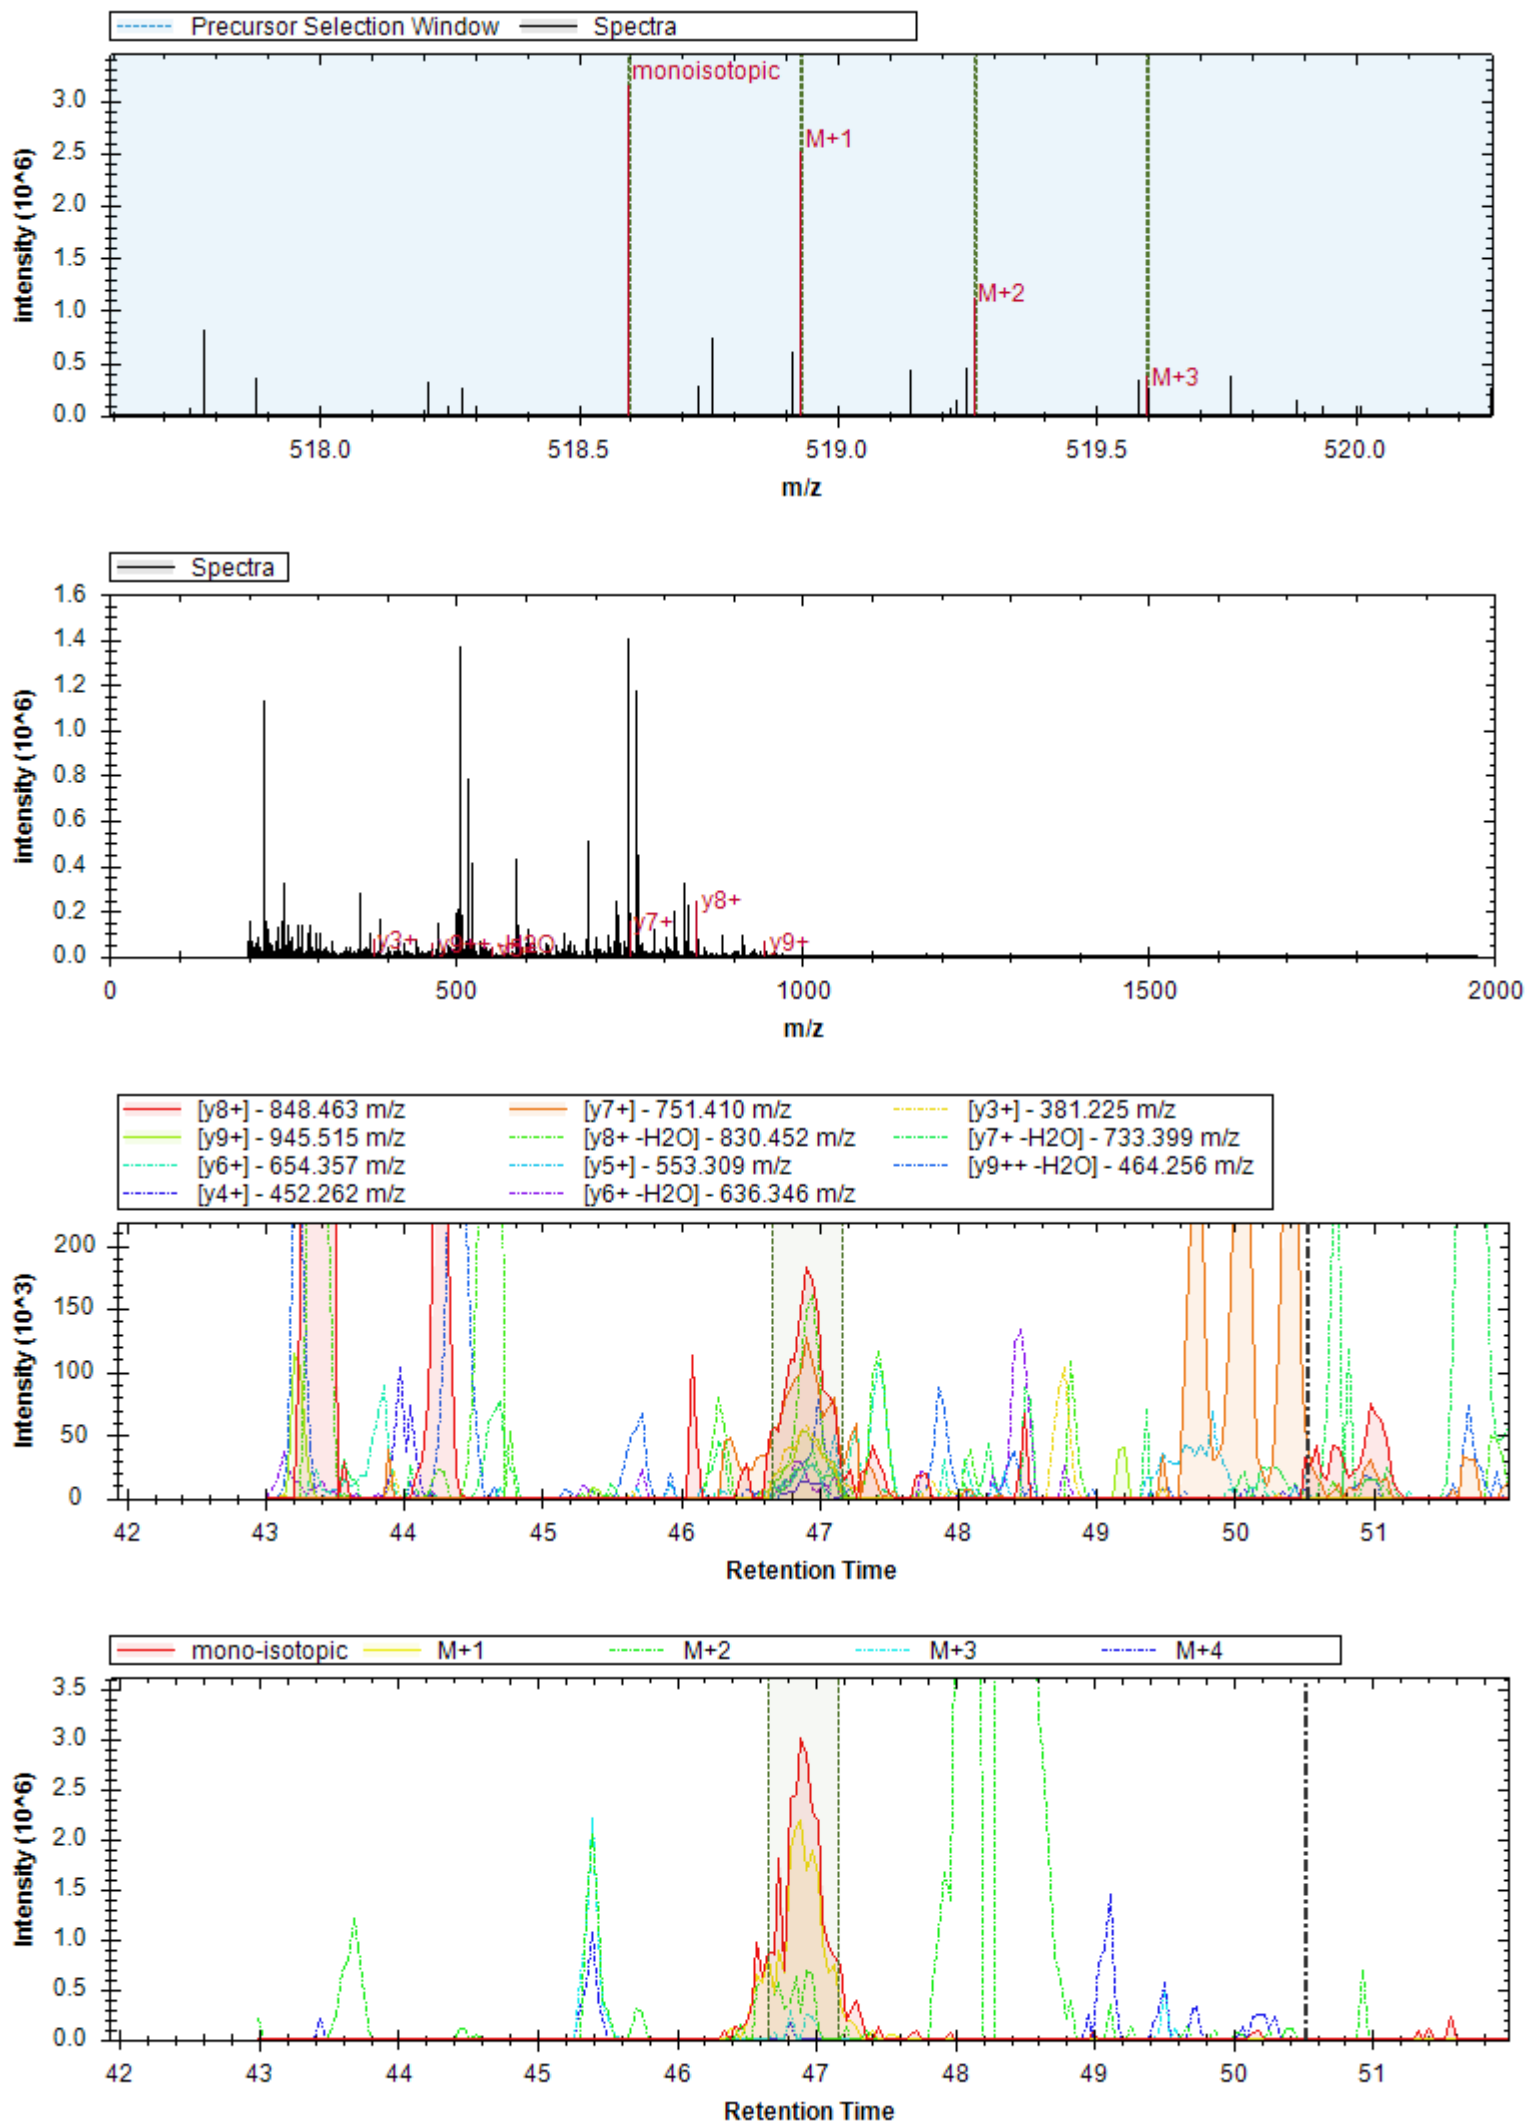 Precursor Selection Window Spectra
monoisotopic
M+1
M+2
M+3
intensity (10^6)
3.0
2.5
2.0
1.5
1.0
0.5
0.0
518.0 518.5 519.0 519.5 520.0
m/z
Spectra
intensity (10^6)
1.6
1.4
1.2
1.0
0.8
0.6
0.4
0.2
0.0
y8+
y7+
y3+ y9++ -H2O y9+
0 500 1000 1500 2000
m/z
[y8+] - 848.463 m/z [y7+] - 751.410 m/z [y3+] - 381.225 m/z
[y9+] - 945.515 m/z [y8+ -H2O] - 830.452 m/z [y7+ -H2O] - 733.399 m/z
[y6+] - 654.357 m/z [y5+] - 553.309 m/z [y9++ -H2O] - 464.256 m/z
[y4+] - 452.262 m/z [y6+ -H2O] - 636.346 m/z
Intensity (10^3)
200
150
100
50
0
42 43 44 45 46 47 48 49 50 51
Retention Time
mono-isotopic M+1 M+2 M+3 M+4
Intensity (10^6)
3.5
3.0
2.5
2.0
1.5
1.0
0.5
0.0
42 43 44 45 46 47 48 49 50 51
Retention Time